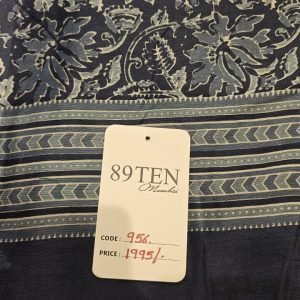 89TEN
Mumbai
CODE: 956.
PRICE: 1995/-